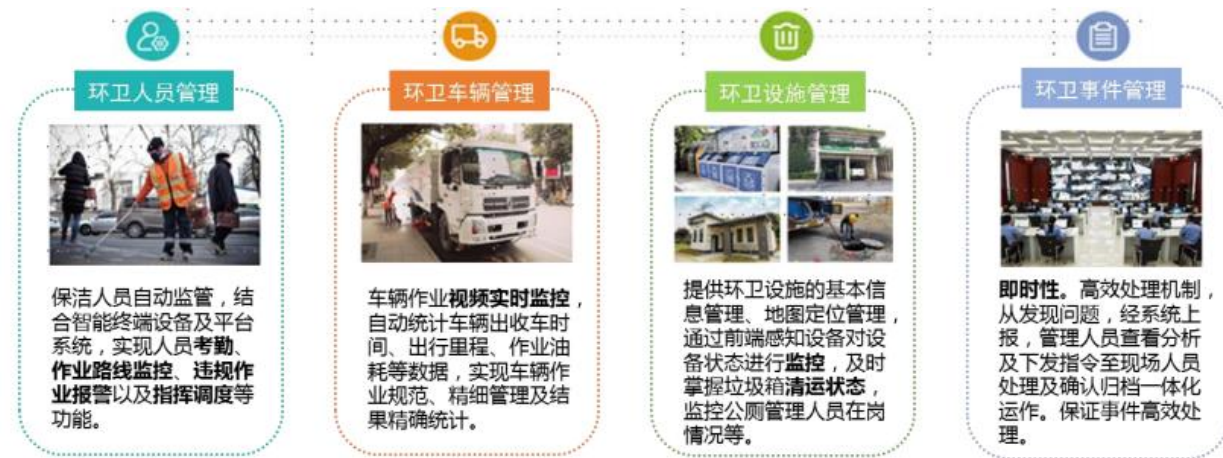 环卫人员管理
保洁人员自动监管，结
合智能终端设备及平台
系统，实现人员考勤、
作业路线监控、违规作
业报警以及指挥调度等
功能。
环卫车辆管理
车辆作业视频实时监控，
自动统计车辆出收车时
间、出行里程、作业油
耗等数据，实现车辆作
业规范、精细管理及结
果精确统计。
环卫设施管理
提供环卫设施的基本信
息管理、地图定位管理，
通过前端感知设备对设
备状态进行监控，及时
掌握垃圾箱清运状态，
监控公厕管理人员在岗
情况等。
环卫事件管理
即时性。高效处理机制，
从发现问题，经系统上
报，管理人员查看分析
及下发指令至现场人员
处理及确认归档一体化
运作。保证事件高效处
理。